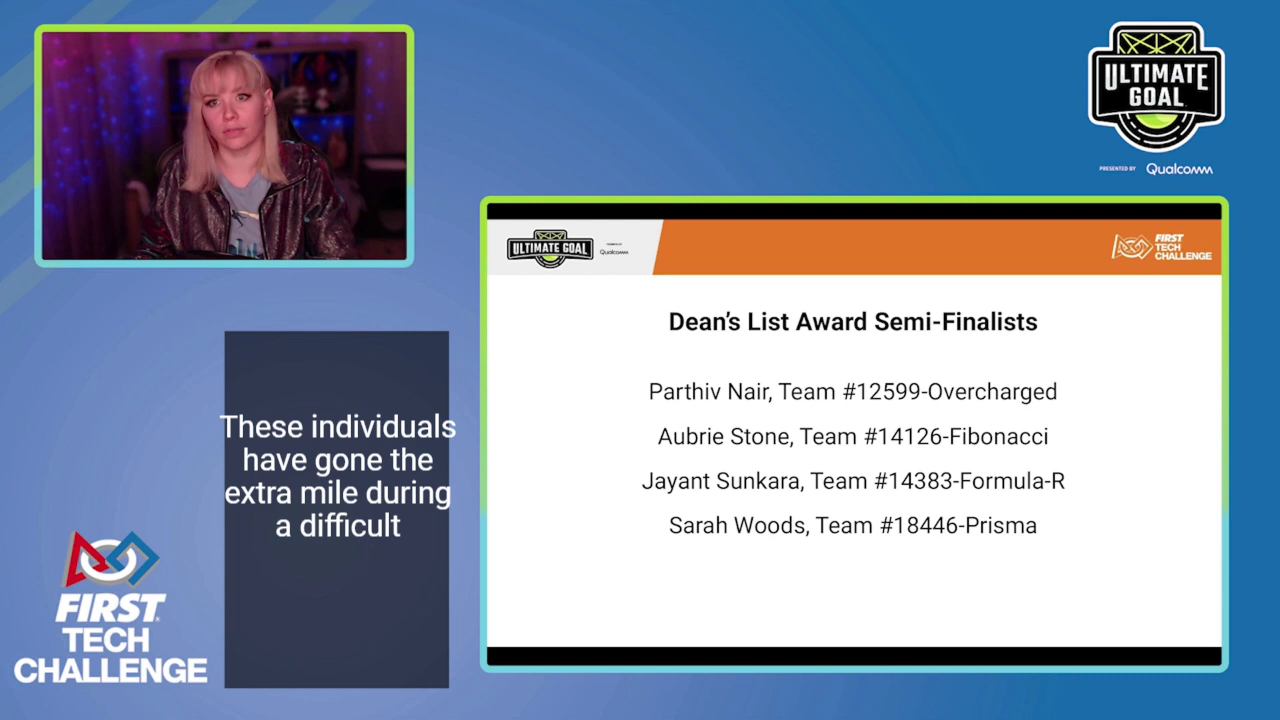 ULTIMATE
GOAL
PRESENTED BY Qualcomm
ULTIMATE GOAL
Qualcomm
FIRST
TECH
CHALLENGE
Dean's List Award Semi-Finalists
Parthiv Nair, Team #12599-Overcharged
Aubrie Stone, Team #14126-Fibonacci
Jayant Sunkara, Team #14383-Formula-R
Sarah Woods, Team #18446-Prisma
These individuals
have gone the
extra mile during
a difficult
FIRST
TECH
CHALLENGE